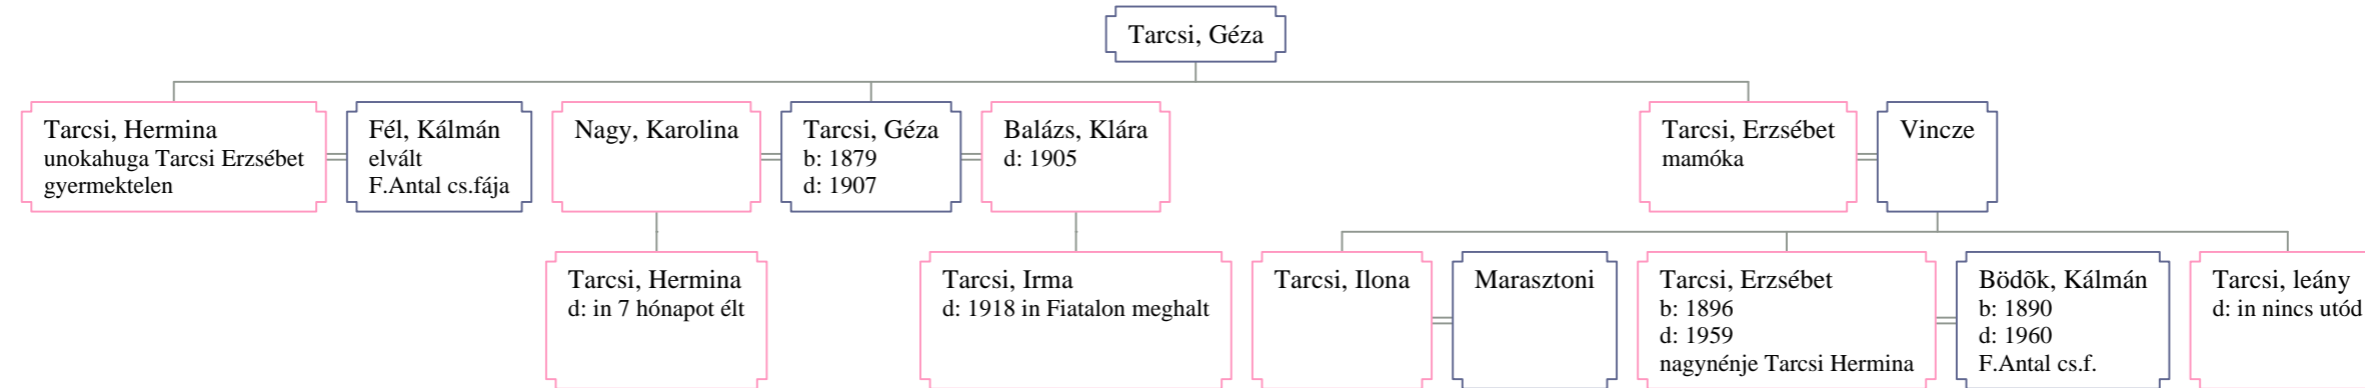 Tarcsi, Géza
Tarcsi, Hermina
unokahuga Tarcsi Erzsébet
gyermektelen
Fél, Kálmán
elvált
F.Antal cs.fája
Nagy, Karolina
Tarcsi, Géza
b: 1879
d: 1907
Balázs, Klára
d: 1905
Tarcsi, Erzsébet
mamóka
Vincze
Tarcsi, Hermina
d: in 7 hónapot élt
Tarcsi, Irma
d: 1918 in Fiatalon meghalt
Tarcsi, Ilona
Marasztoni
Tarcsi, Erzsébet
b: 1896
d: 1959
nagynénje Tarcsi Hermina
Bödõk, Kálmán
b: 1890
d: 1960
F.Antal cs.f.
Tarcsi, leány
d: in nincs utód